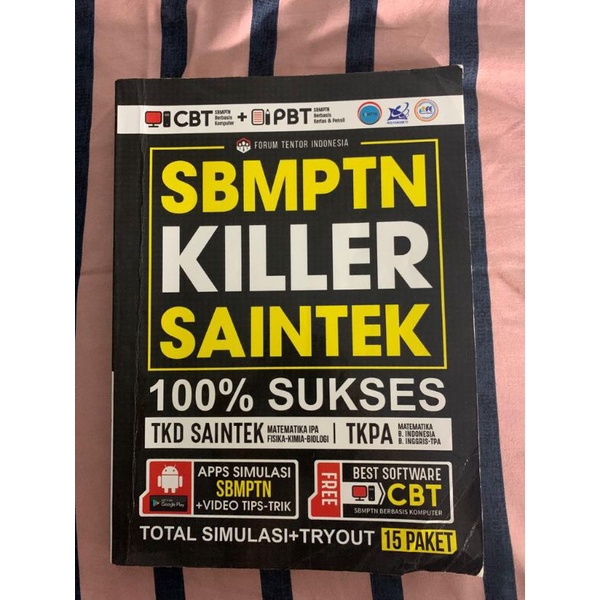 CBT SBMPTN Berbasis Komputer + PBT SBMPTN Berbasis Kertas & Pensil
FORUM TENTOR INDONESIA
SBMPTN
KILLER
SAINTEK
100% SUKSES
TKD SAINTEK MATEMATIKA IPA FISIKA-KIMIA-BIOLOGI | TKPA MATEMATIKA B. INDONESIA B. INGGRIS-TPA
APPS SIMULASI
SBMPTN
+VIDEO TIPS-TRIK
Google Play
FREE
BEST SOFTWARE
CBT
SBMPTN BERBASIS KOMPUTER
TOTAL SIMULASI+TRYOUT 15 PAKET